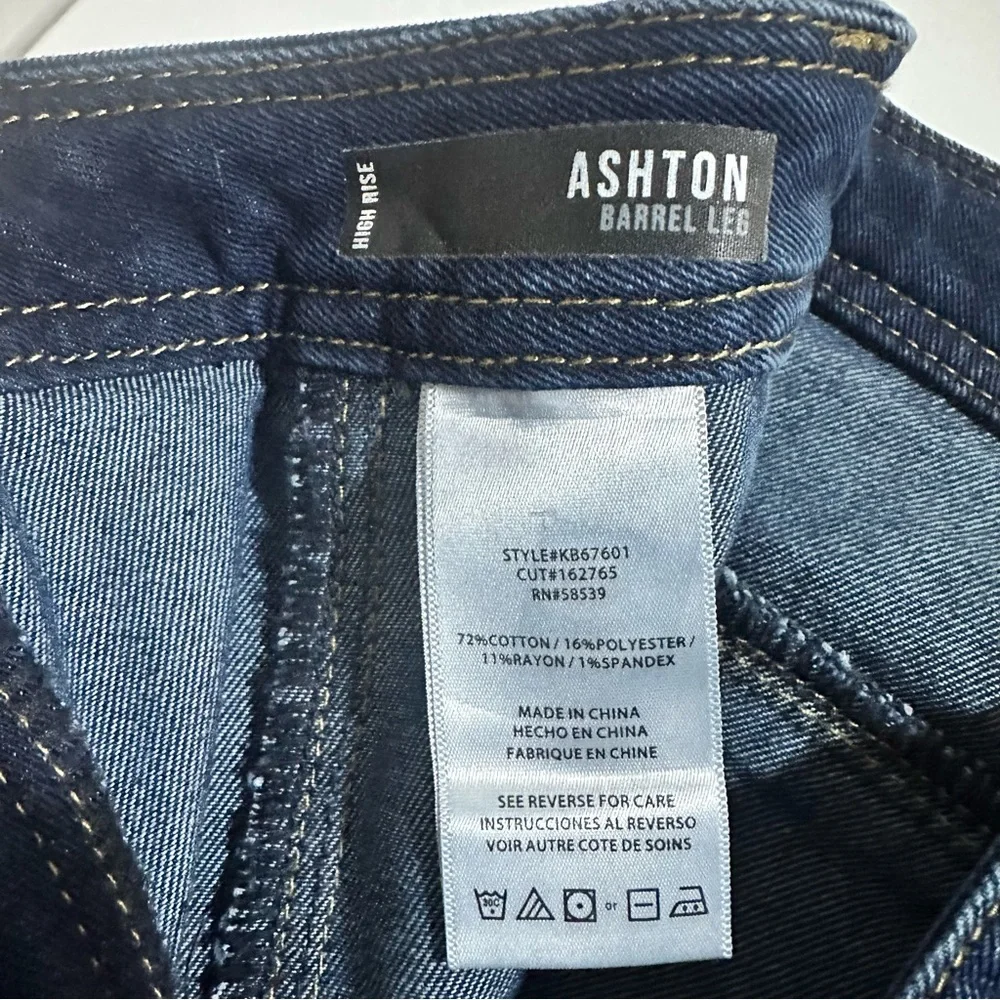 HIGH RISE
ASHTON
BARREL LEG
STYLE#KB67601
CUT#162765
RN#58539
72%COTTON / 16%POLYESTER /
11%RAYON / 1%SPANDEX
MADE IN CHINA
HECHO EN CHINA
FABRIQUE EN CHINE
SEE REVERSE FOR CARE
INSTRUCCIONES AL REVERSO
VOIR AUTRE COTE DE SOINS
30C or